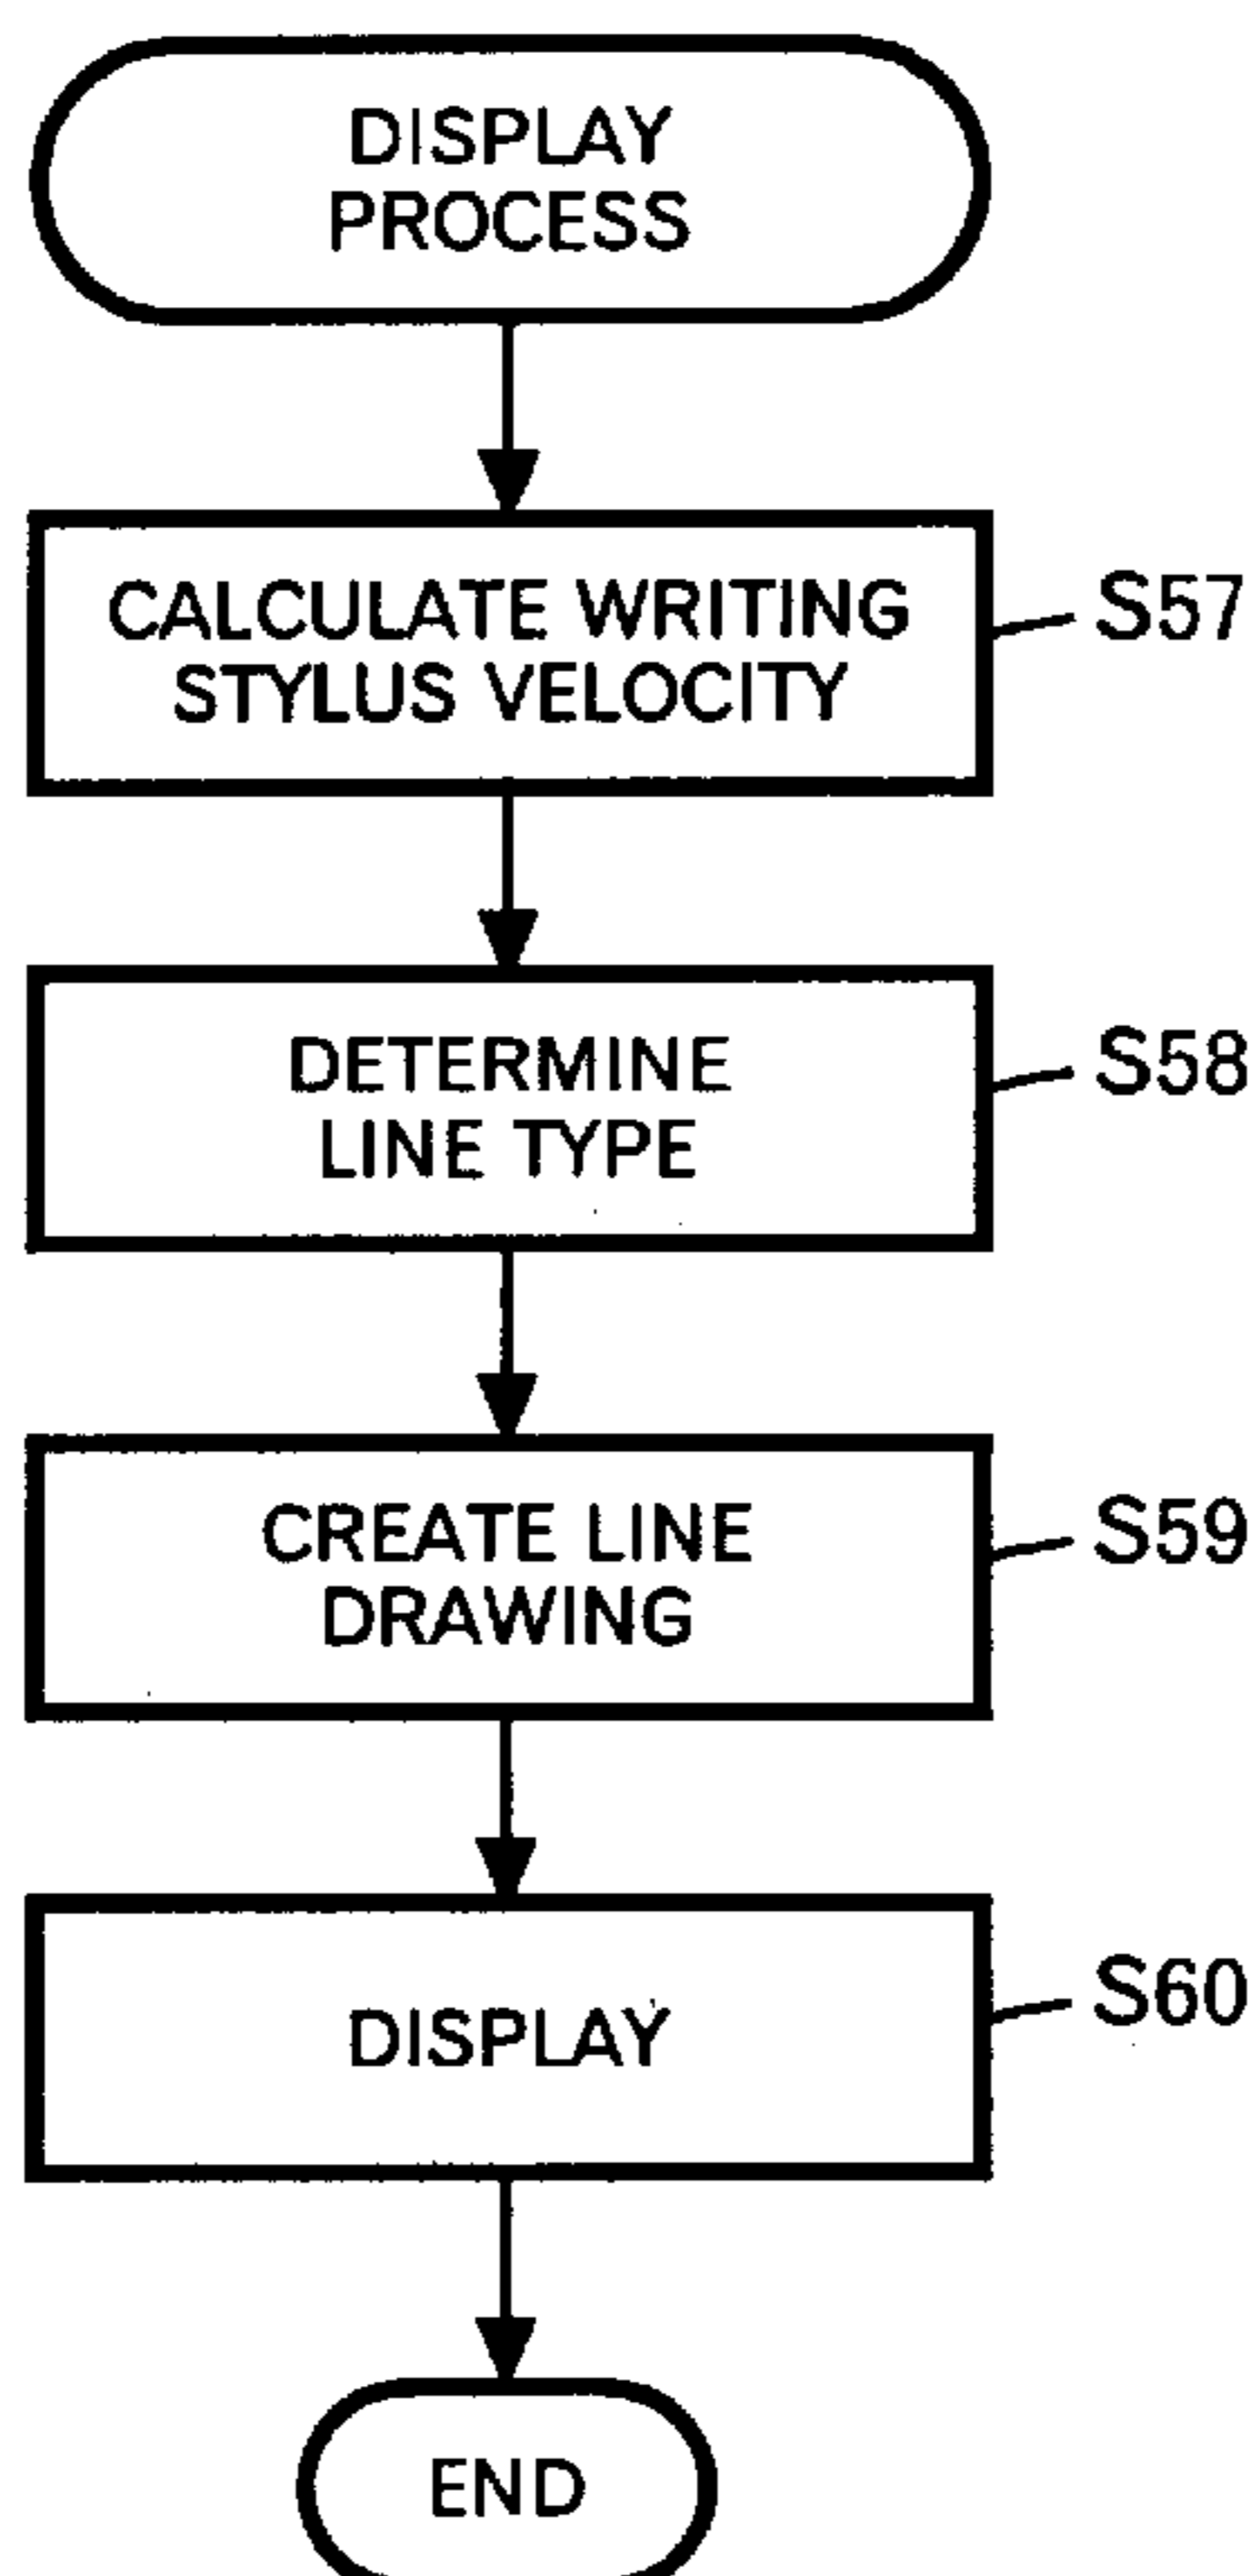 DISPLAY
PROCESS
CALCULATE WRITING
STYLUS VELOCITY
S57
DETERMINE
LINE TYPE
S58
CREATE LINE
DRAWING
S59
DISPLAY
S60
END